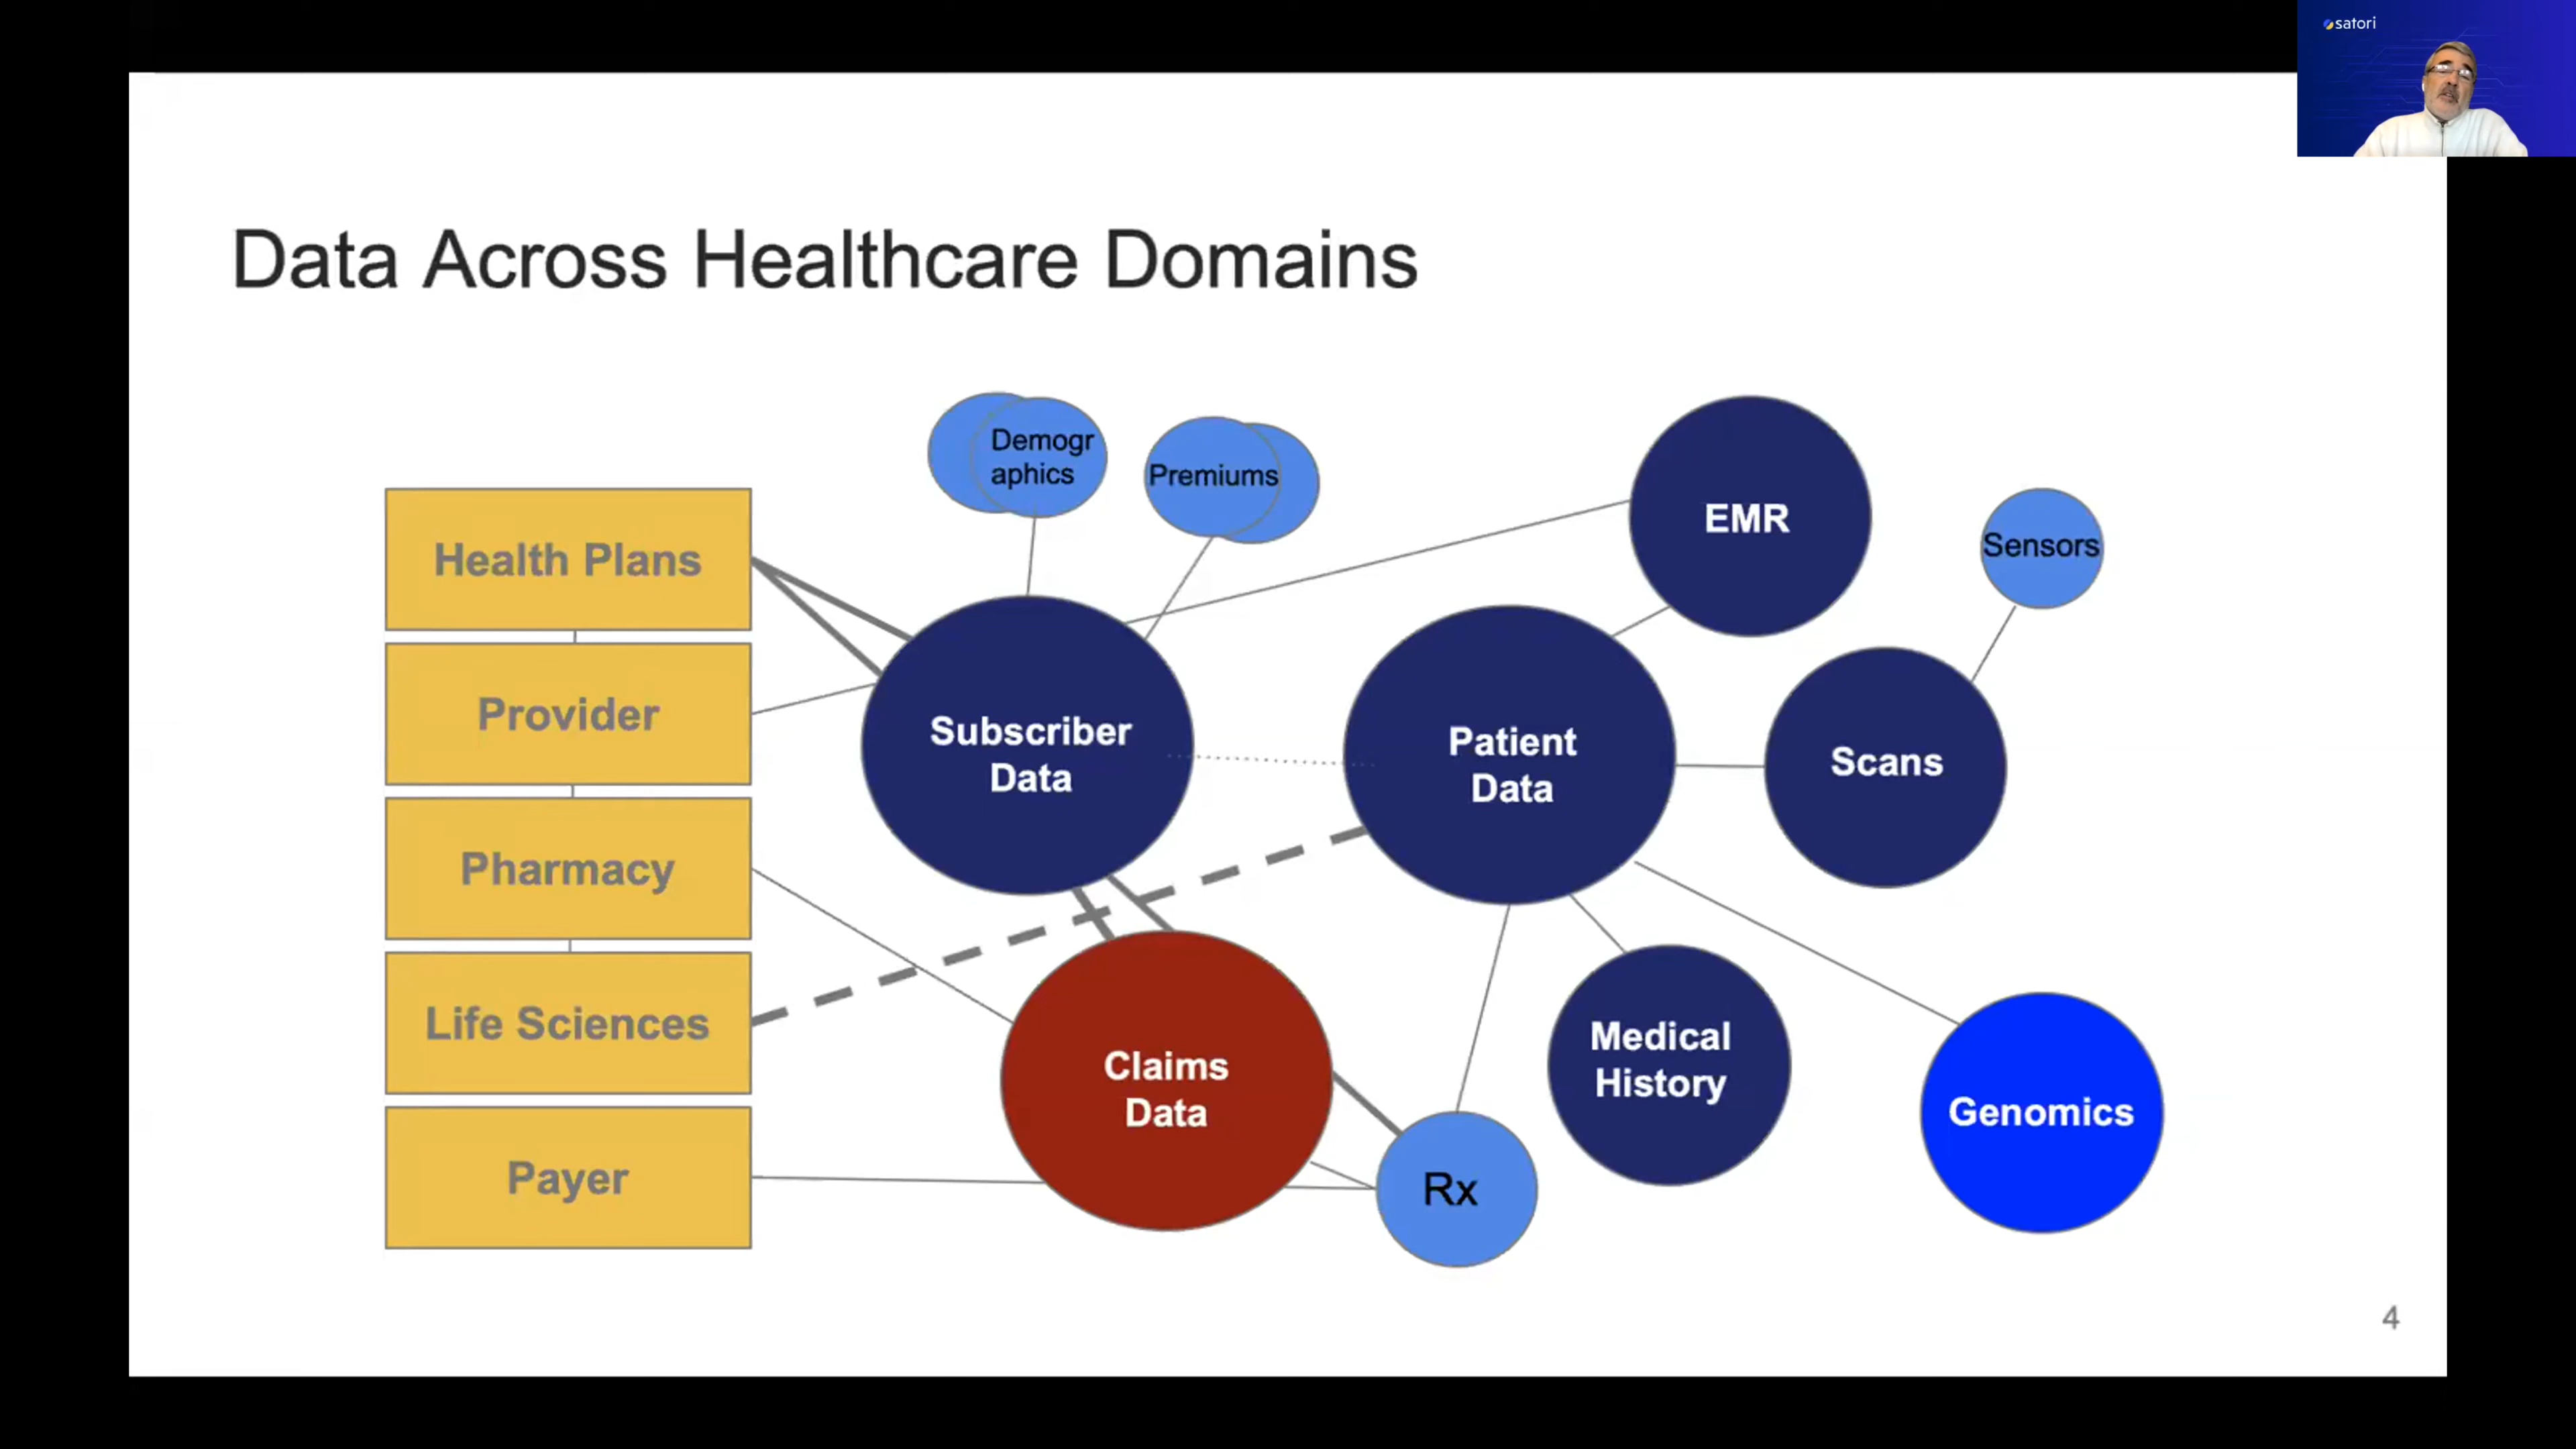 satori
Data Across Healthcare Domains
Demogr
aphics
Premiums
EMR
Sensors
Health Plans
Provider
Pharmacy
Life Sciences
Payer
Subscriber
Data
Patient
Data
Scans
Claims
Data
Medical
History
Genomics
Rx
4